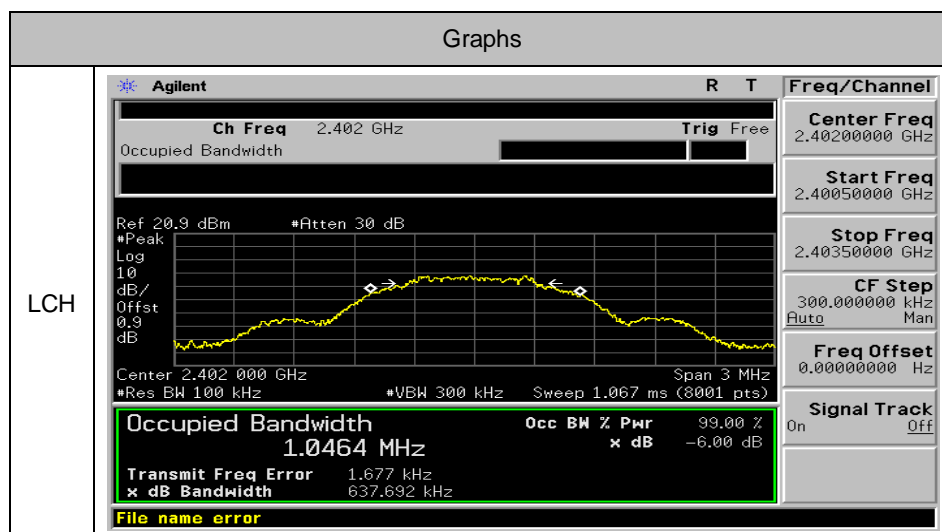 Graphs
LCH
Agilent R T
Ch Freq 2.402 GHz Trig Free
Occupied Bandwidth
Ref 20.9 dBm #Atten 30 dB
#Peak
Log
10
dB/
Offst
0.9
dB
Center 2.402 000 GHz Span 3 MHz
#Res BW 100 kHz #VBW 300 kHz Sweep 1.067 ms (8001 pts)
Occupied Bandwidth Occ BW % Pwr 99.00 %
1.0464 MHz x dB -6.00 dB
Transmit Freq Error 1.677 kHz
x dB Bandwidth 637.692 kHz
File name error
Freq/Channel
Center Freq
2.40200000 GHz
Start Freq
2.40050000 GHz
Stop Freq
2.40350000 GHz
CF Step
300.000000 kHz
Auto Man
Freq Offset
0.00000000 Hz
Signal Track
On Off